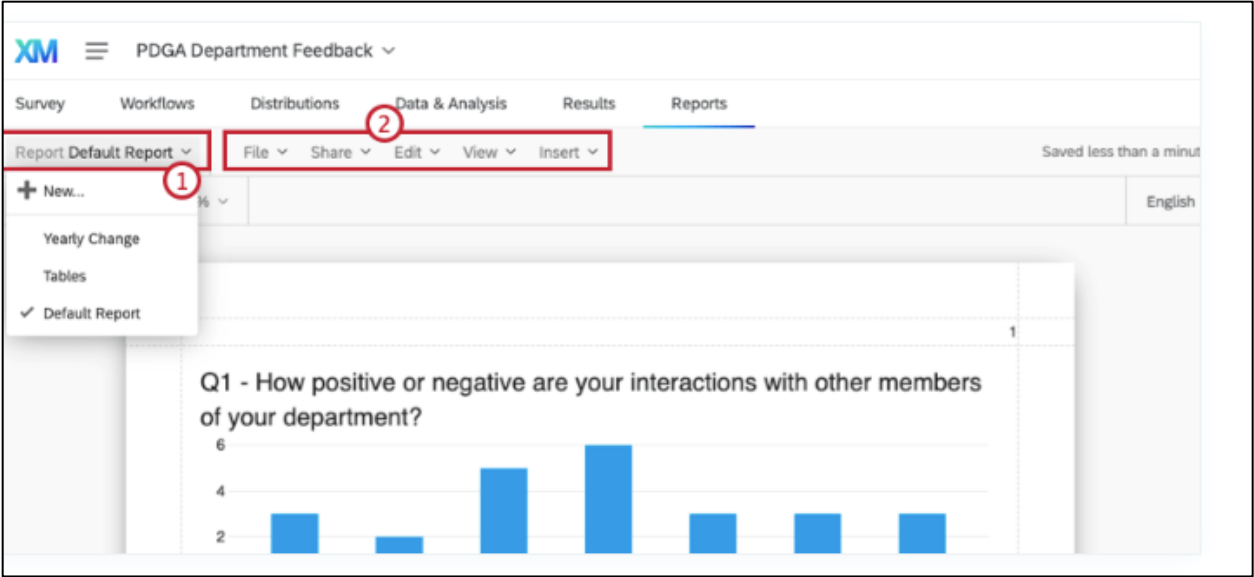 XM PDGA Department Feedback
Survey Workflows Distributions Data & Analysis Results Reports
2
Report Default Report File Share Edit View Insert Saved less than a minut
1
New...
% English
Yearly Change
Tables
Default Report
1
Q1 - How positive or negative are your interactions with other members
of your department?
6
4
2